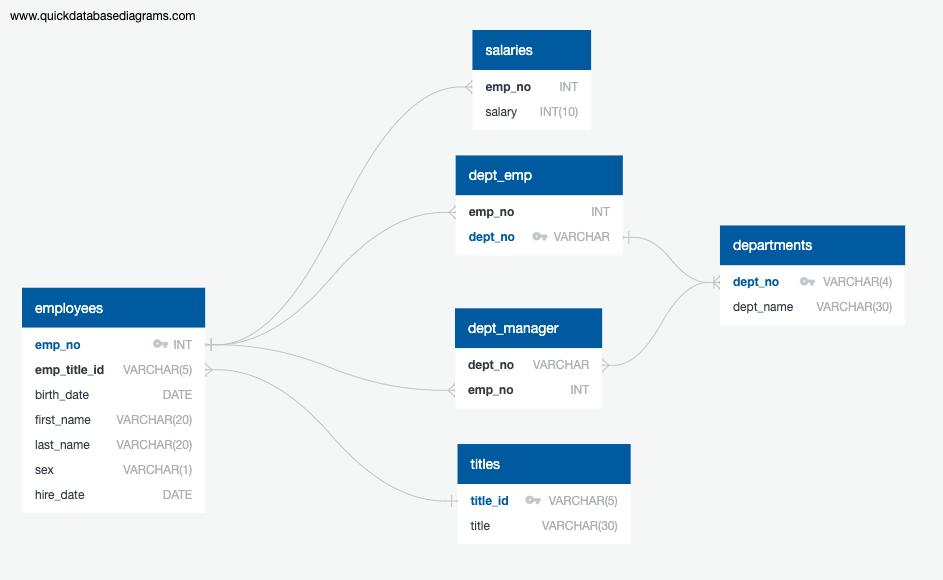 www.quickdatabasediagrams.com
salaries
emp_no INT
salary INT(10)
dept_emp
emp_no INT
dept_no VARCHAR
departments
dept_no VARCHAR(4)
dept_name VARCHAR(30)
employees
emp_no INT
emp_title_id VARCHAR(5)
birth_date DATE
first_name VARCHAR(20)
last_name VARCHAR(20)
sex VARCHAR(1)
hire_date DATE
dept_manager
dept_no VARCHAR
emp_no INT
titles
title_id VARCHAR(5)
title VARCHAR(30)